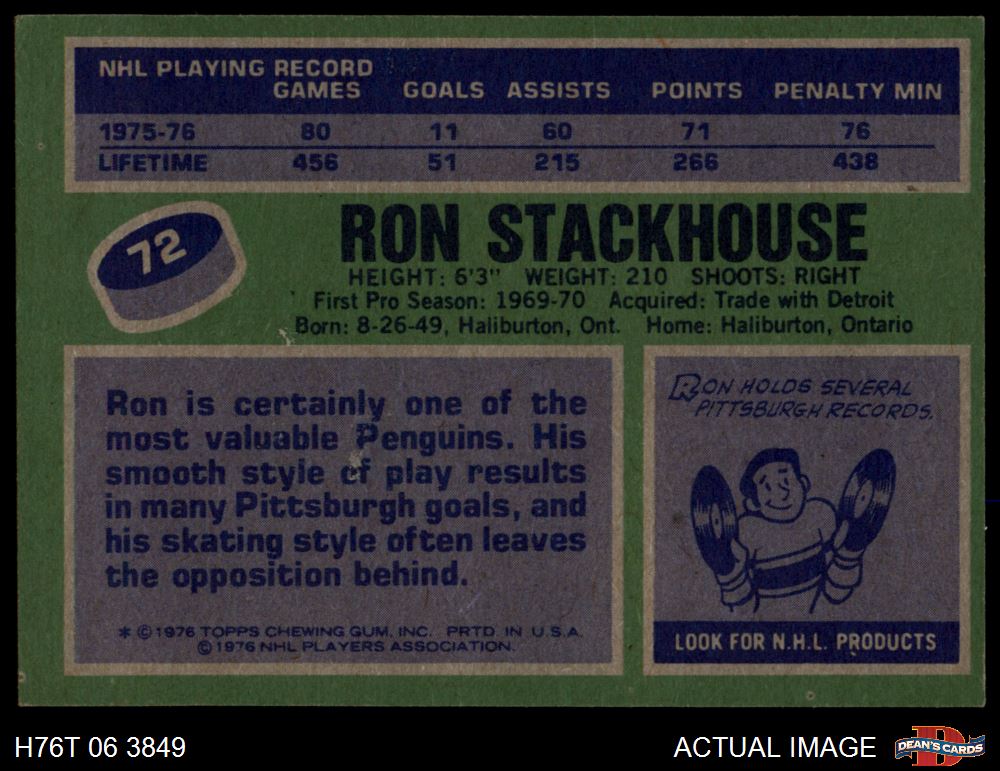 NHL PLAYING RECORD
GAMES GOALS ASSISTS POINTS PENALTY MIN
1975-76 80 11 60 71 76
LIFETIME 456 51 215 266 438
72
RON STACKHOUSE
HEIGHT: 6'3" WEIGHT: 210 SHOOTS: RIGHT
First Pro Season: 1969-70 Acquired: Trade with Detroit
Born: 8-26-49, Haliburton, Ont. Home: Haliburton, Ontario
Ron is certainly one of the
most valuable Penguins. His
smooth style of play results
in many Pittsburgh goals, and
his skating style often leaves
the opposition behind.
* © 1976 TOPPS CHEWING GUM, INC. PRTD. IN U.S.A.
© 1976 NHL PLAYERS ASSOCIATION.
RON HOLDS SEVERAL
PITTSBURGH RECORDS.
LOOK FOR N.H.L. PRODUCTS
H76T 06 3849
ACTUAL IMAGE
D
DEAN'S CARDS